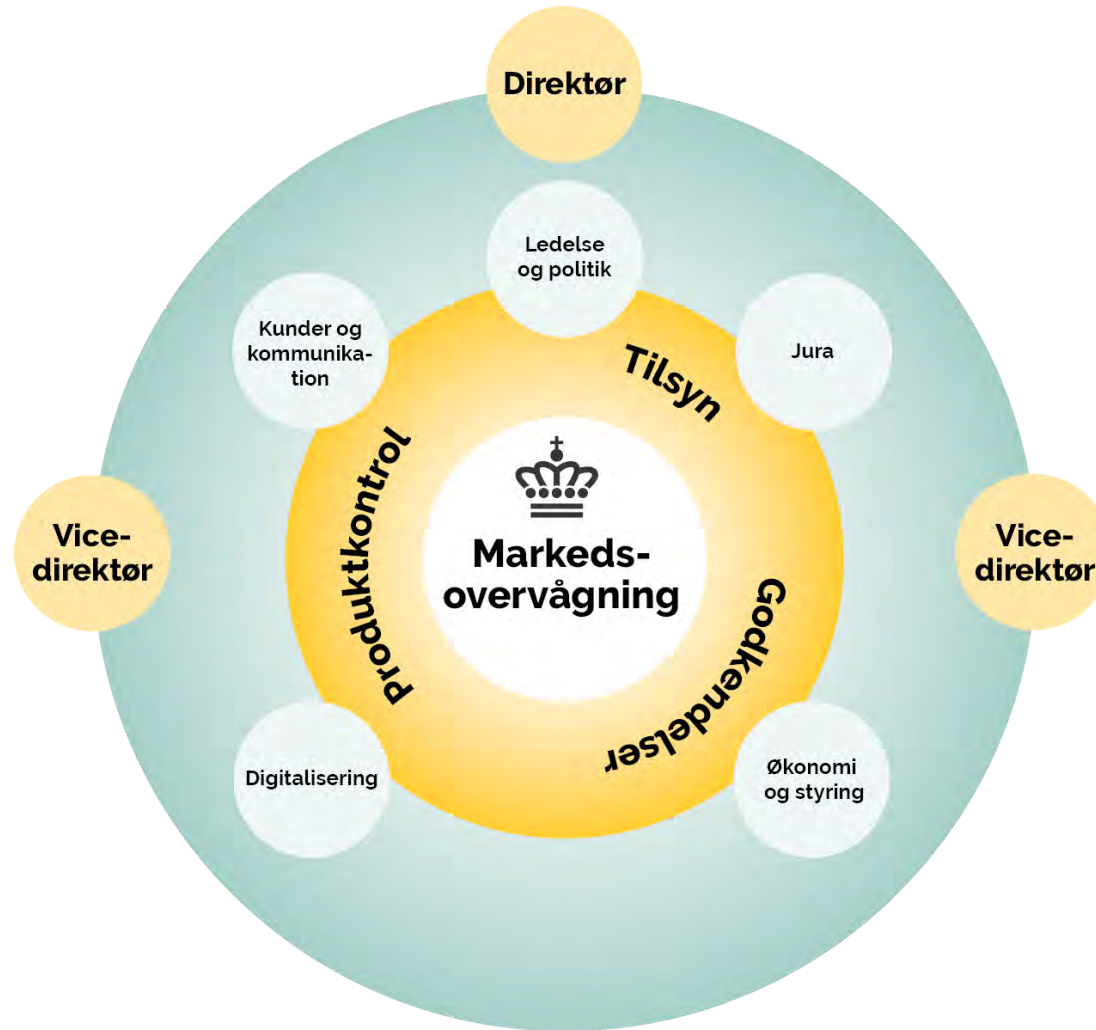 Direktør
Ledelse
og politik
Kunder og
kommunika-
tion
Jura
Tilsyn
Produktkontrol
Markeds-
overvågning
Vice-
direktør
Vice-
direktør
Godkendelser
Digitalisering
Økonomi
og styring